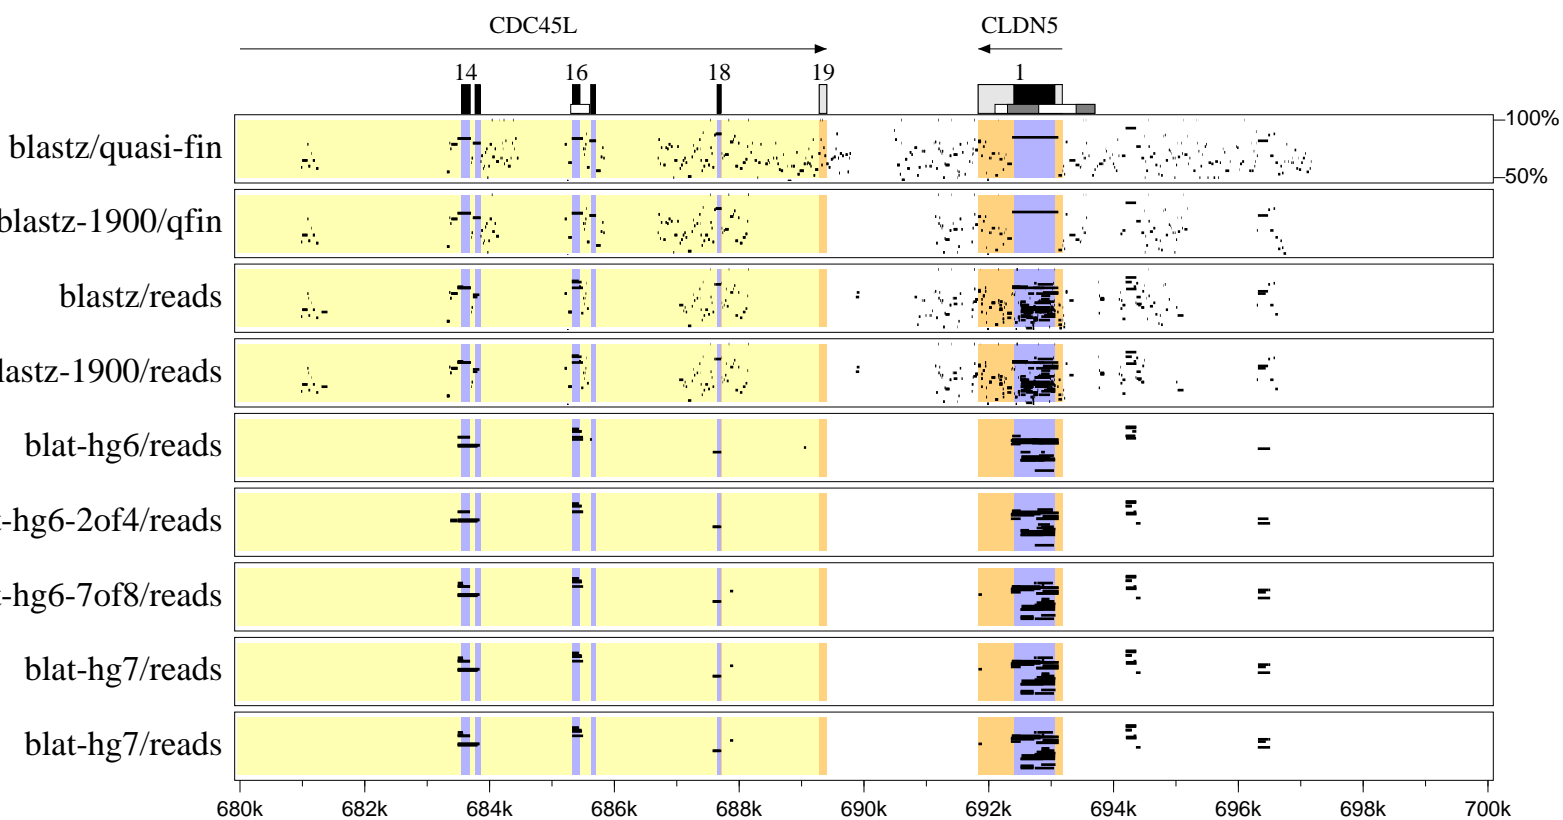 CDC45L CLDN5
14 16 18 19 1
100%
blastz/quasi-fin
50%
blastz-1900/qfin
blastz/reads
lastz-1900/reads
blat-hg6/reads
t-hg6-2of4/reads
t-hg6-7of8/reads
blat-hg7/reads
blat-hg7/reads
680k 682k 684k 686k 688k 690k 692k 694k 696k 698k 700k